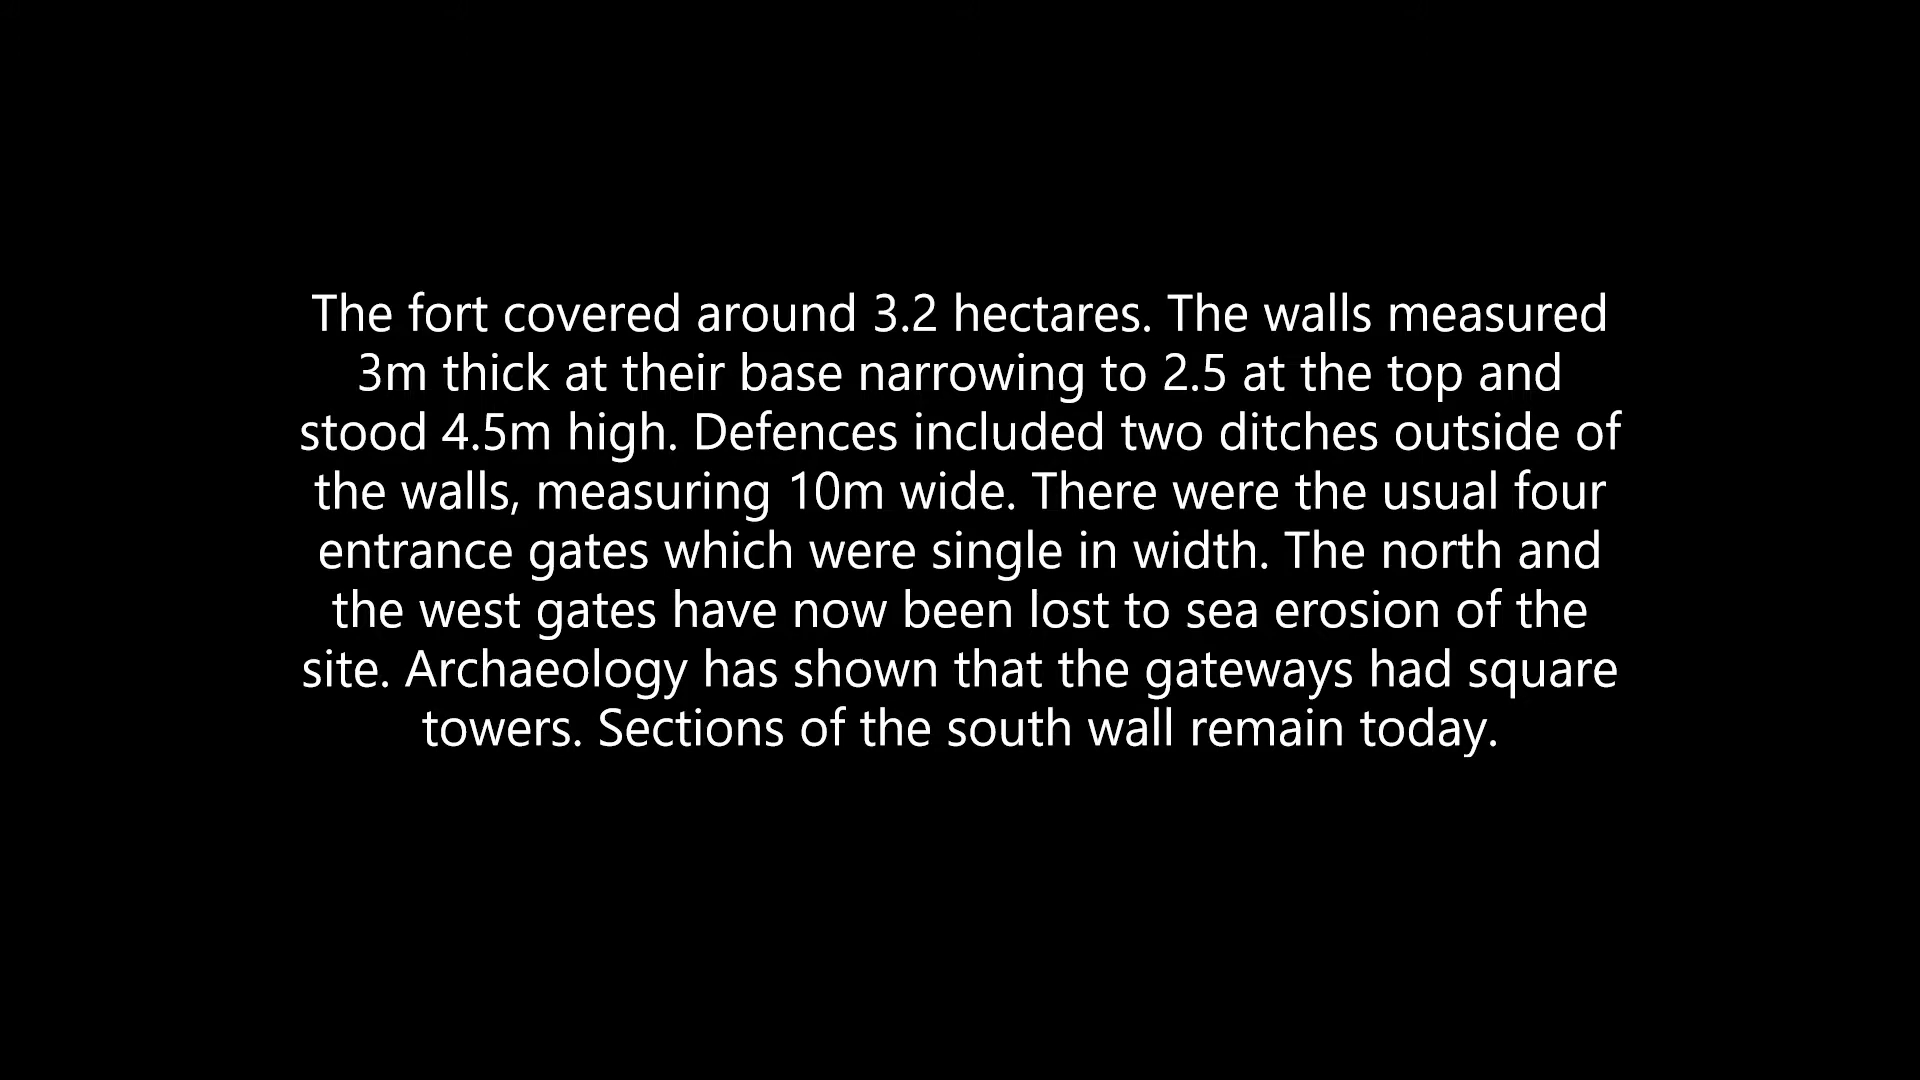 The fort covered around 3.2 hectares. The walls measured
3m thick at their base narrowing to 2.5 at the top and
stood 4.5m high. Defences included two ditches outside of
the walls, measuring 10m wide. There were the usual four
entrance gates which were single in width. The north and
the west gates have now been lost to sea erosion of the
site. Archaeology has shown that the gateways had square
towers. Sections of the south wall remain today.